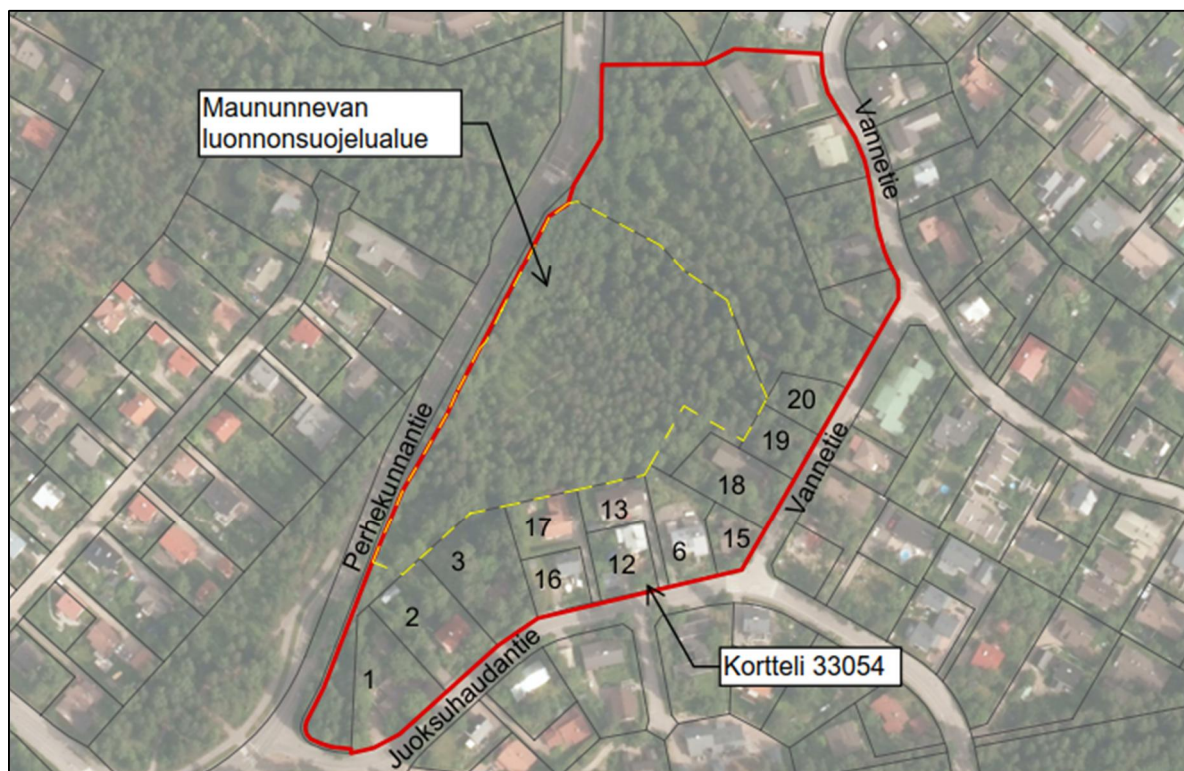 Maununnevan
luonnonsuojelualue
Vannetie
Perhekunnantie
20
19
Vannetie
18
13
17
3
15
6
12
16
2
1
Kortteli 33054
Juoksuhaudantie